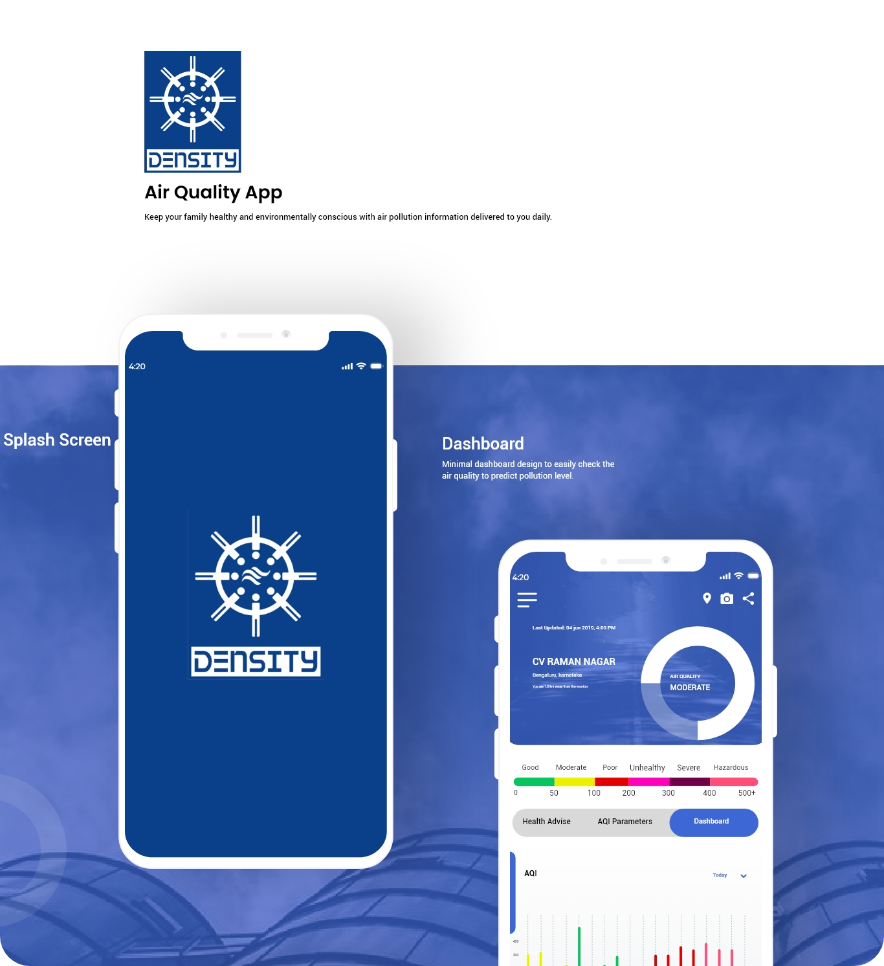 DENSITY
Air Quality App
Keep your family healthy and environmentally conscious with air pollution information delivered to you daily.
4:20
Splash Screen
DENSITY
Dashboard
Minimal dashboard design to easily check the
air quality to predict pollution level.
4:20
Last Updated: 04 jun 2019, 4:00 PM
CV RAMAN NAGAR
Bengaluru, karnataka
AIR QUALITY
MODERATE
Good Moderate Poor Unhealthy Severe Hazardous
0 50 100 200 300 400 500+
Health Advise AQI Parameters Dashboard
AQI
Today